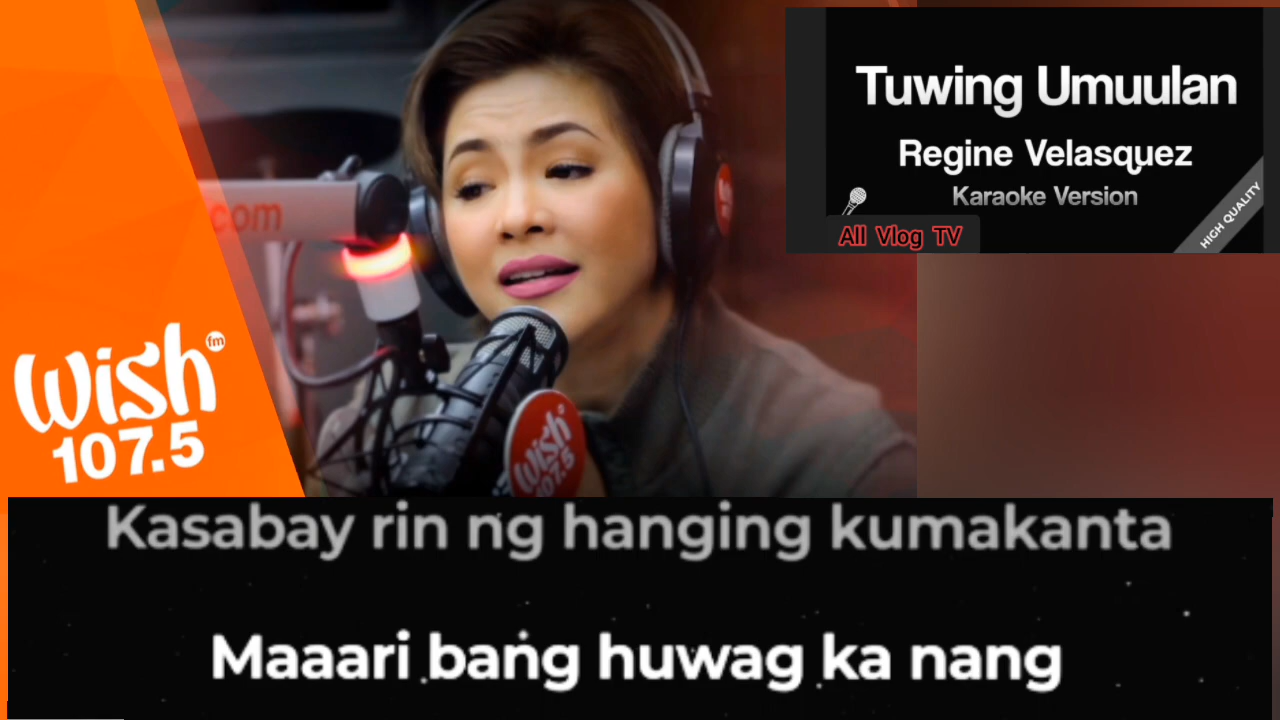 .com
Tuwing Umuulan
Regine Velasquez
Karaoke Version
HIGH QUALITY
All Vlog TV
wish fm
107.5
wish
107.5
Kasabay rin ng hanging kumakanta
Maaari bang huwag ka nang